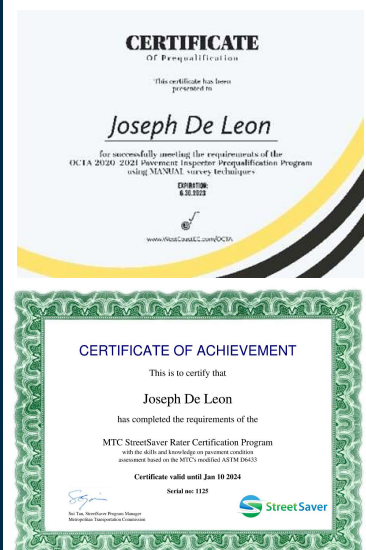 CERTIFICATE
Of Prequalification
This certificate has been
presented to
Joseph De Leon
for successfully meeting the requirements of the
OCTA 2020-2021 Pavement Inspector Prequalification Program
using MANUAL survey techniques
EXPIRATION:
6.30.2023
www.WestCoastLLC.com/OCTA
CERTIFICATE OF ACHIEVEMENT
This is to certify that
Joseph De Leon
has completed the requirements of the
MTC StreetSaver Rater Certification Program
with the skills and knowledge on pavement condition
assessment based on the MTC's modified ASTM D6433
Certificate valid until Jan 10 2024
Serial no: 1125
Sui Tan, StreetSaver Program Manager
Metropolitan Transportation Commission
StreetSaver